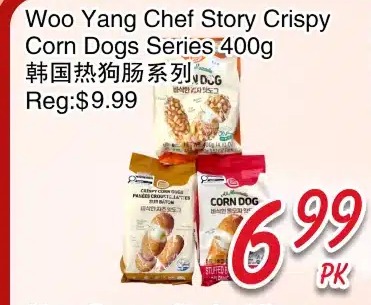 Woo Yang Chef Story Crispy
Corn Dogs Series 400g
韩国热狗肠系列
Reg:$9.99
CORN DOG
CRISPY CORN DOGS
CORN DOG
6.99
PK